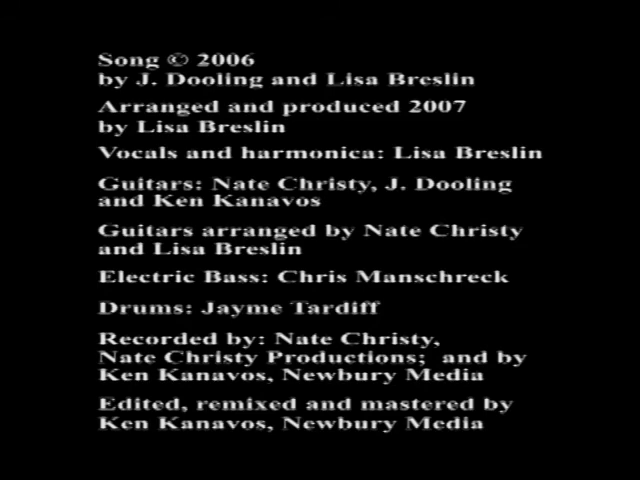 Song © 2006
by J. Dooling and Lisa Breslin
Arranged and produced 2007
by Lisa Breslin
Vocals and harmonica: Lisa Breslin
Guitars: Nate Christy, J. Dooling
and Ken Kanavos
Guitars arranged by Nate Christy
and Lisa Breslin
Electric Bass: Chris Manschreck
Drums: Jayme Tardiff
Recorded by: Nate Christy,
Nate Christy Productions;  and by
Ken Kanavos, Newbury Media
Edited, remixed and mastered by
Ken Kanavos, Newbury Media